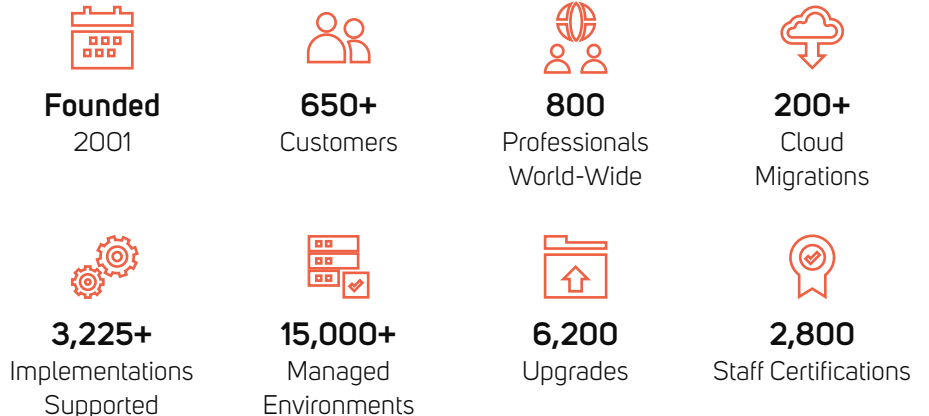 Founded
2001
650+
Customers
800
Professionals
World-Wide
200+
Cloud
Migrations
3,225+
Implementations
Supported
15,000+
Managed
Environments
6,200
Upgrades
2,800
Staff Certifications